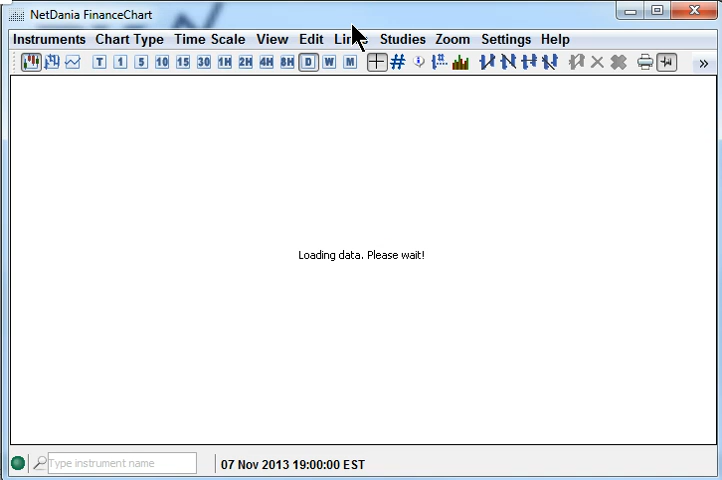 NetDania FinanceChart
Instruments Chart Type Time Scale View Edit Studies Zoom Settings Help
T 1 5 10 15 30 1H 2H 4H 8H D W M # »
Loading data. Please wait!
Type instrument name 07 Nov 2013 19:00:00 EST